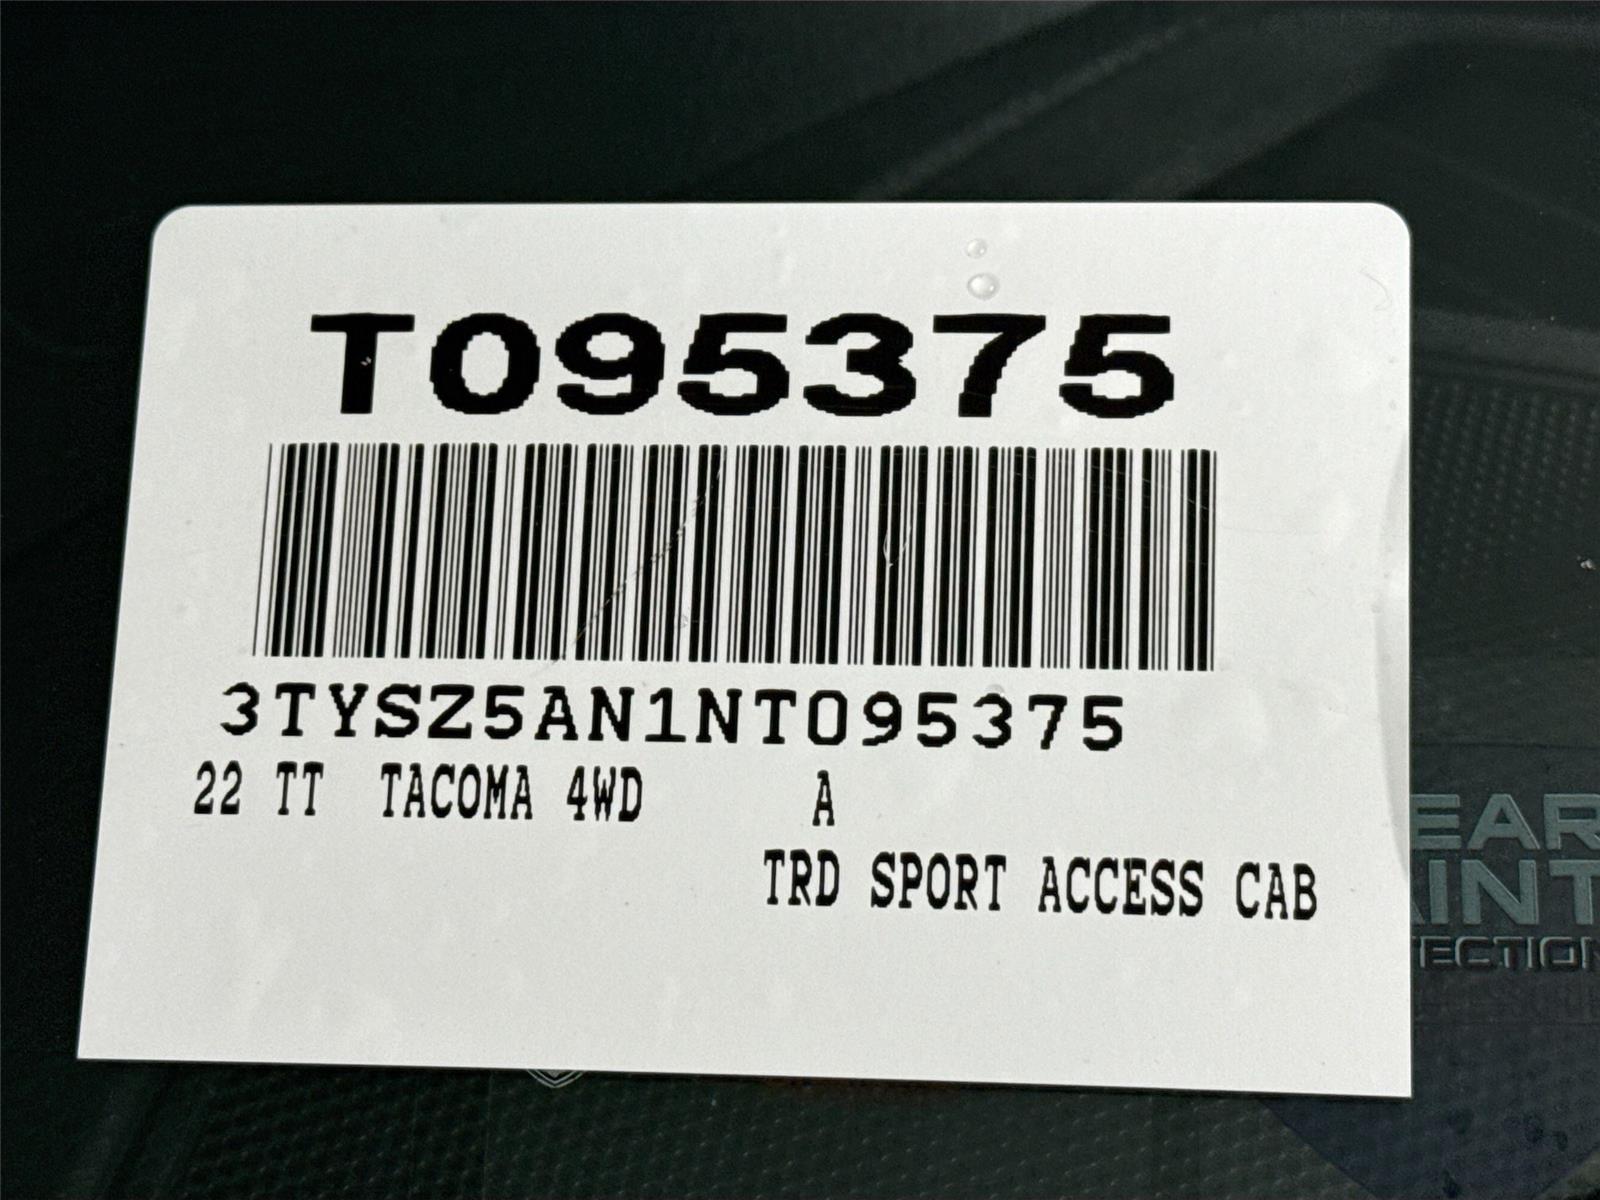 T095375
3TYSZ5AN1NT095375
22 TT TACOMA 4WD A
TRD SPORT ACCESS CAB